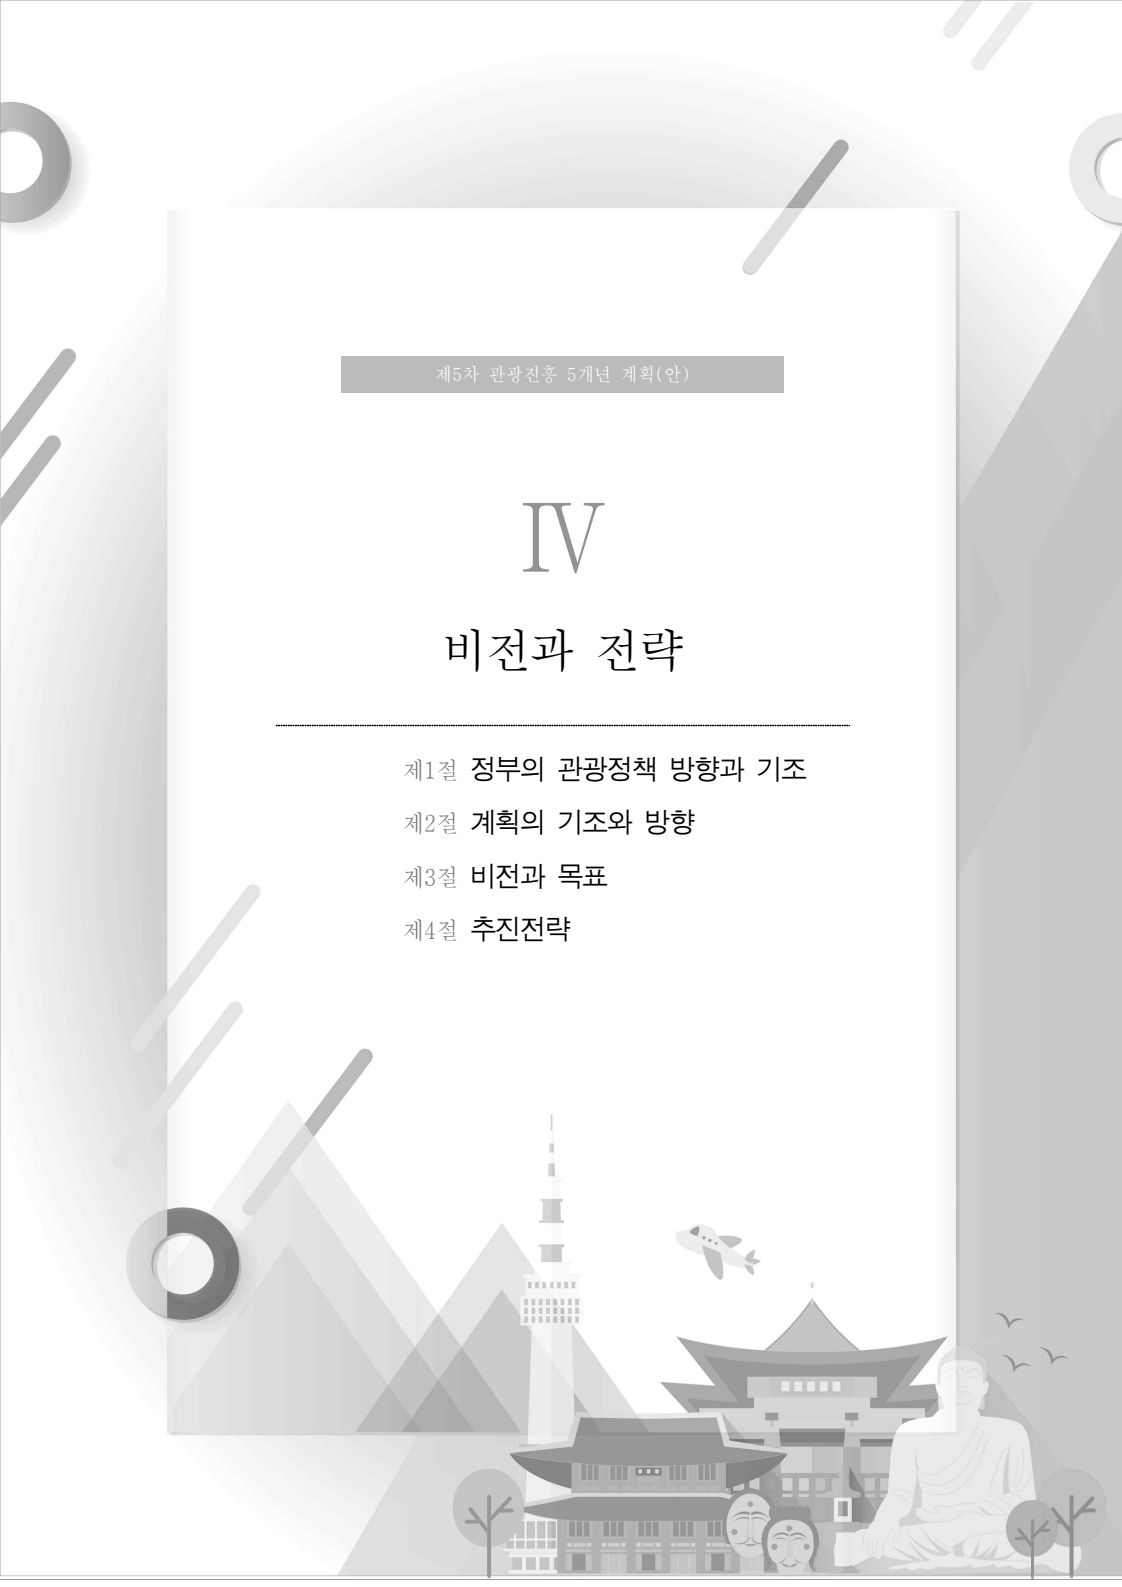 제5차 관광진흥 5개년 계획(안)
Ⅳ
비전과 전략
제1절 정부의 관광정책 방향과 기조
제2절 계획의 기조와 방향
제3절 비전과 목표
제4절 추진전략